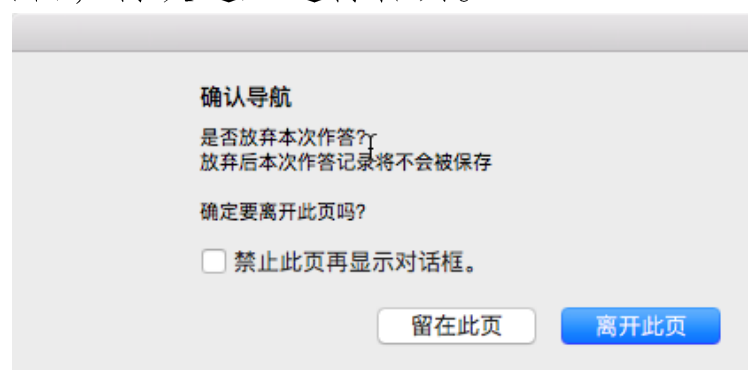 确认导航
是否放弃本次作答?
放弃后本次作答记录将不会被保存
确定要离开此页吗?
禁止此页再显示对话框。
留在此页
离开此页